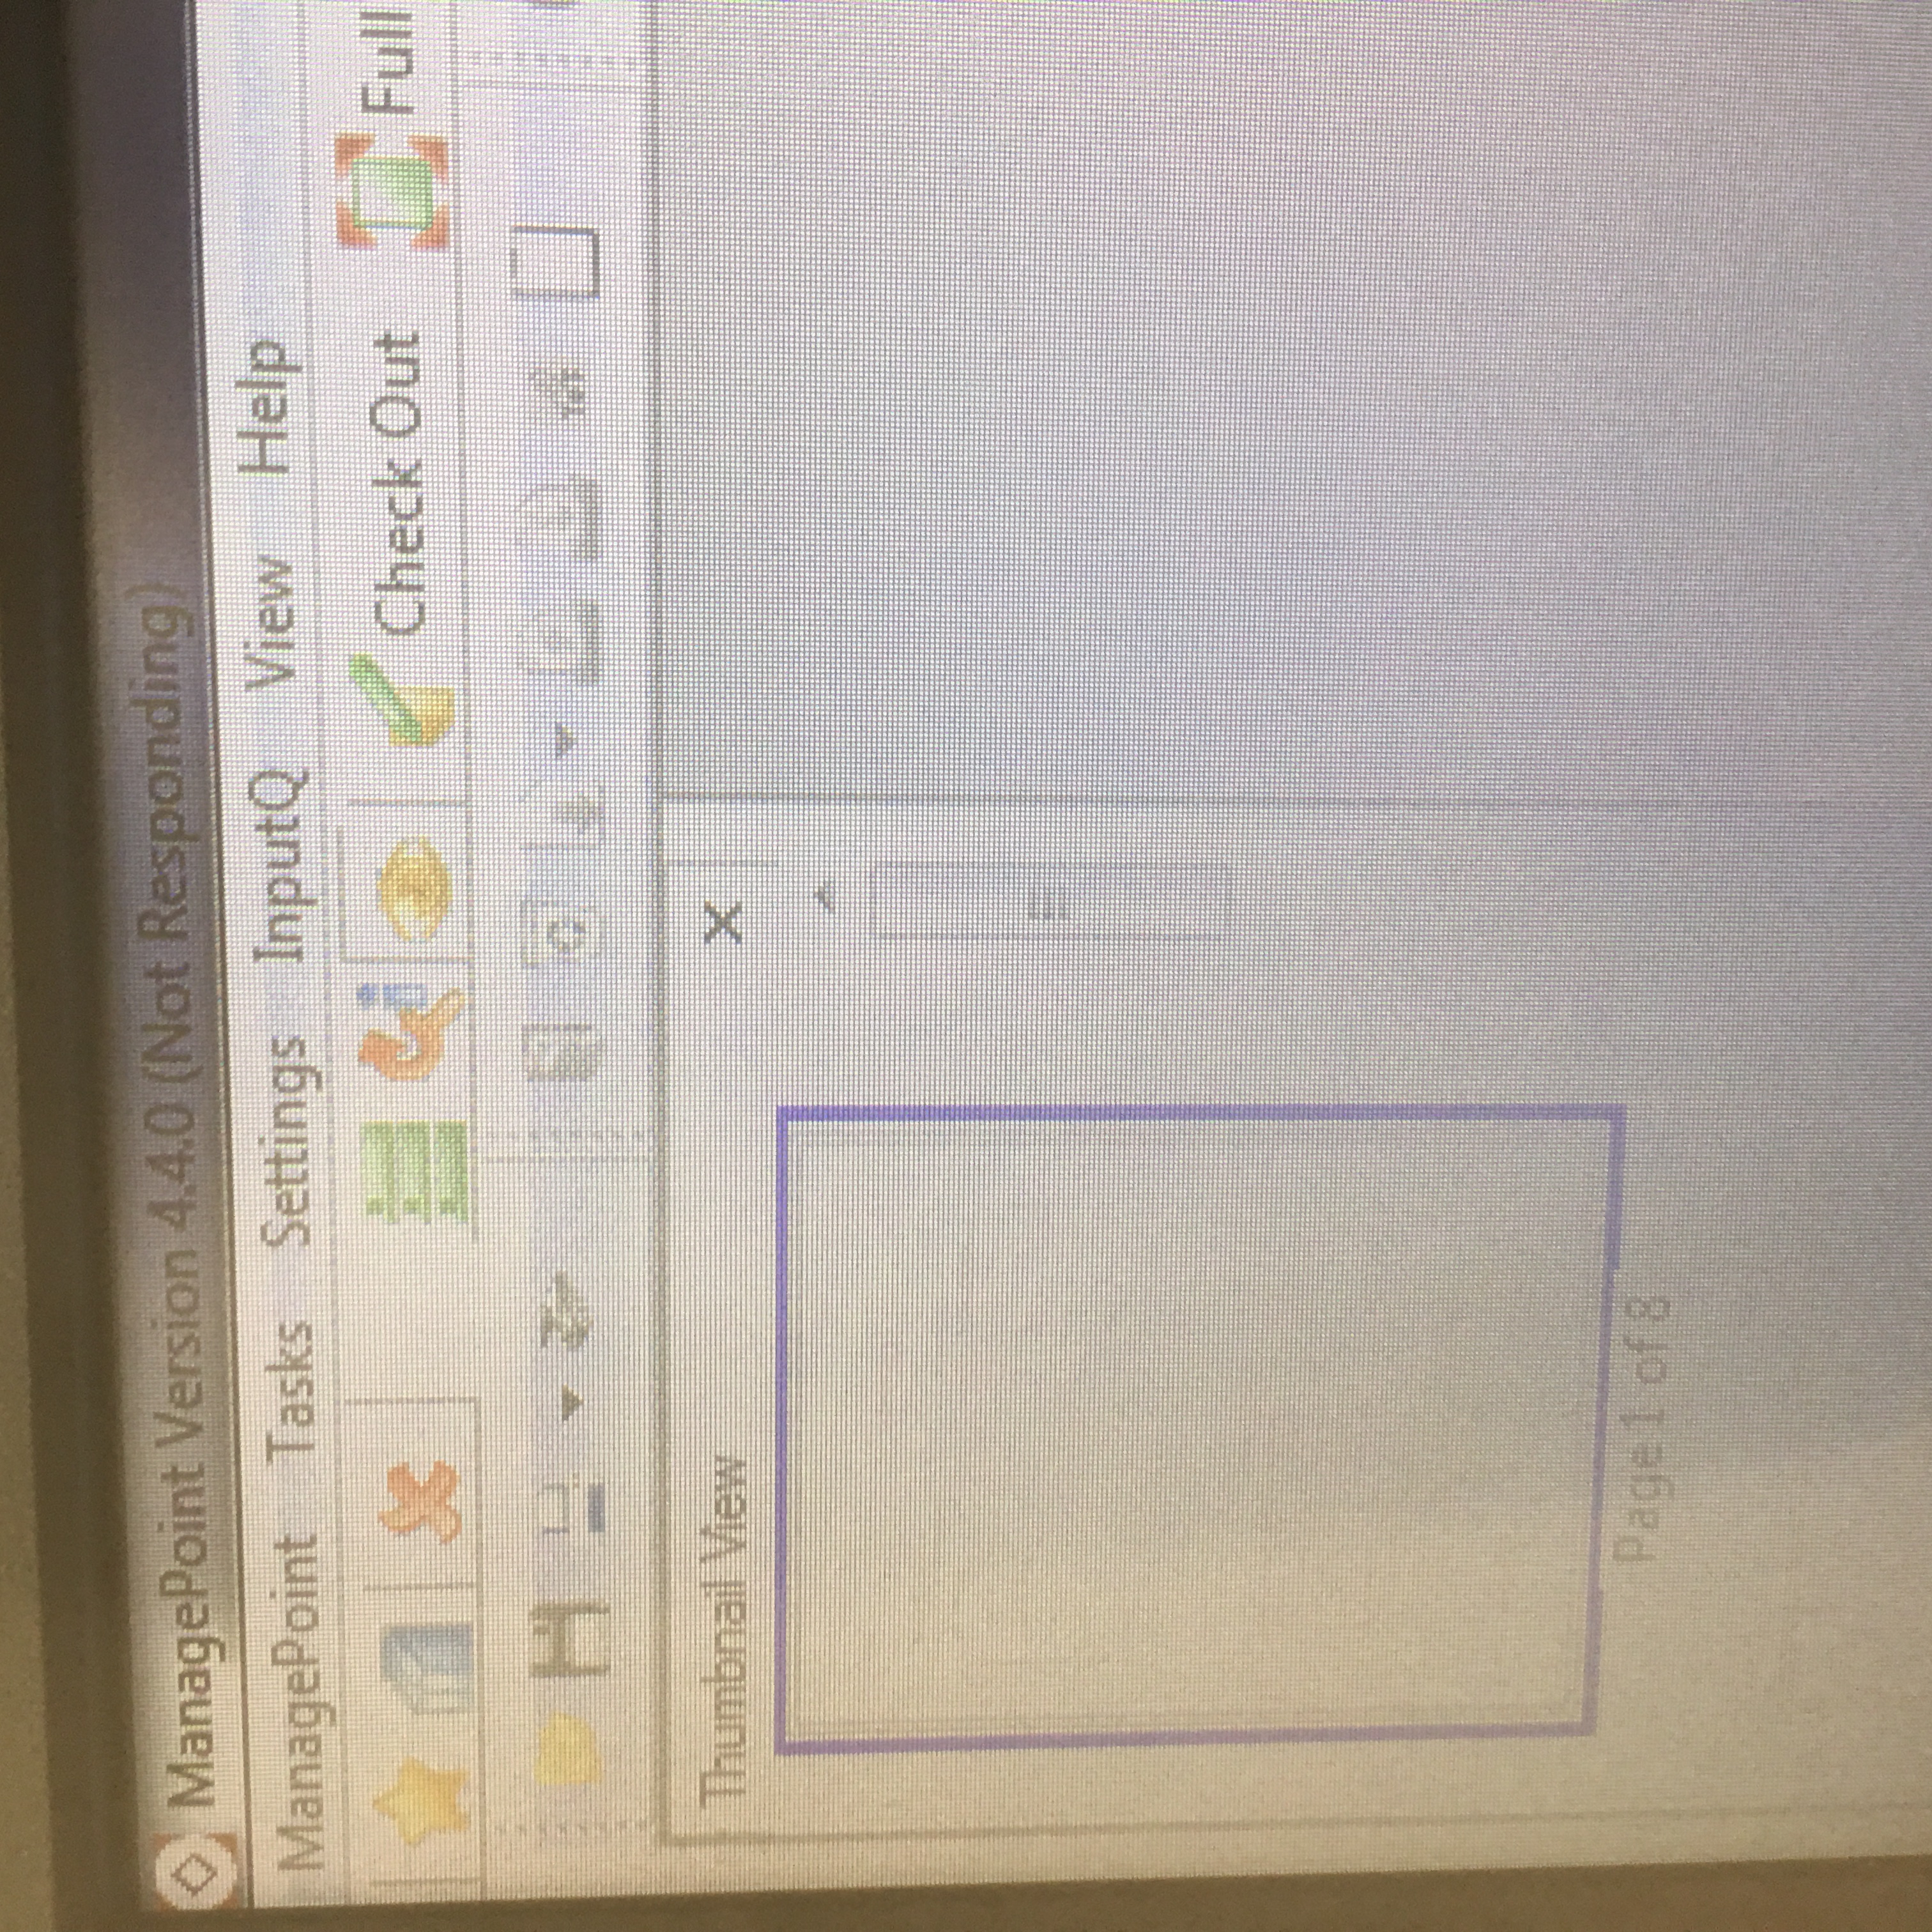 ManagePoint Version 4.4.0 (Not Responding)
ManagePoint Tasks Settings InputQ View Help
Check Out Full
Thumbnail View
Page 1 of 8